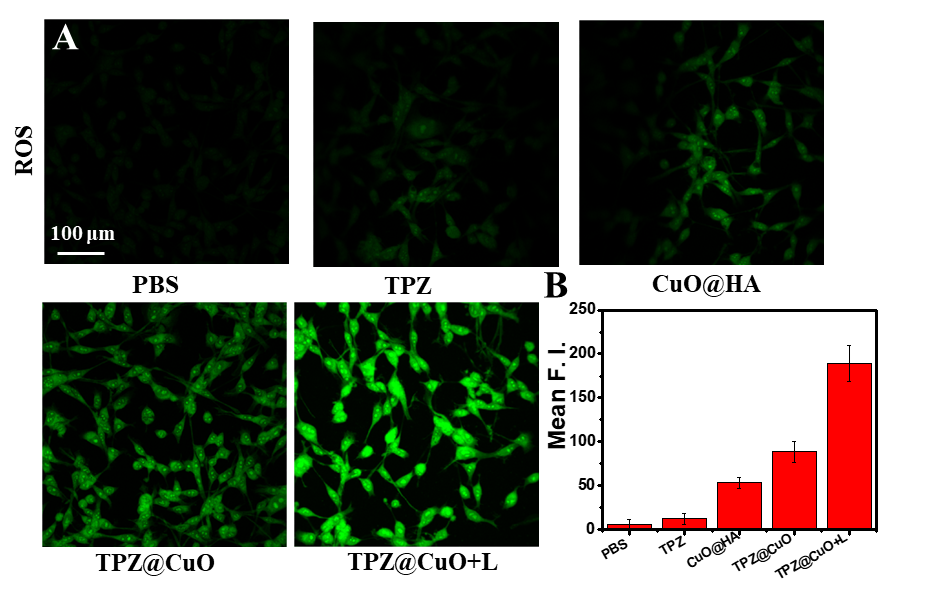 A
ROS
100 μm
PBS
TPZ
CuO@HA
TPZ@CuO
TPZ@CuO+L
B
Mean F. I.
250
200
150
100
50
0
PBS
TPZ
CuO@HA
TPZ@CuO
TPZ@CuO+L